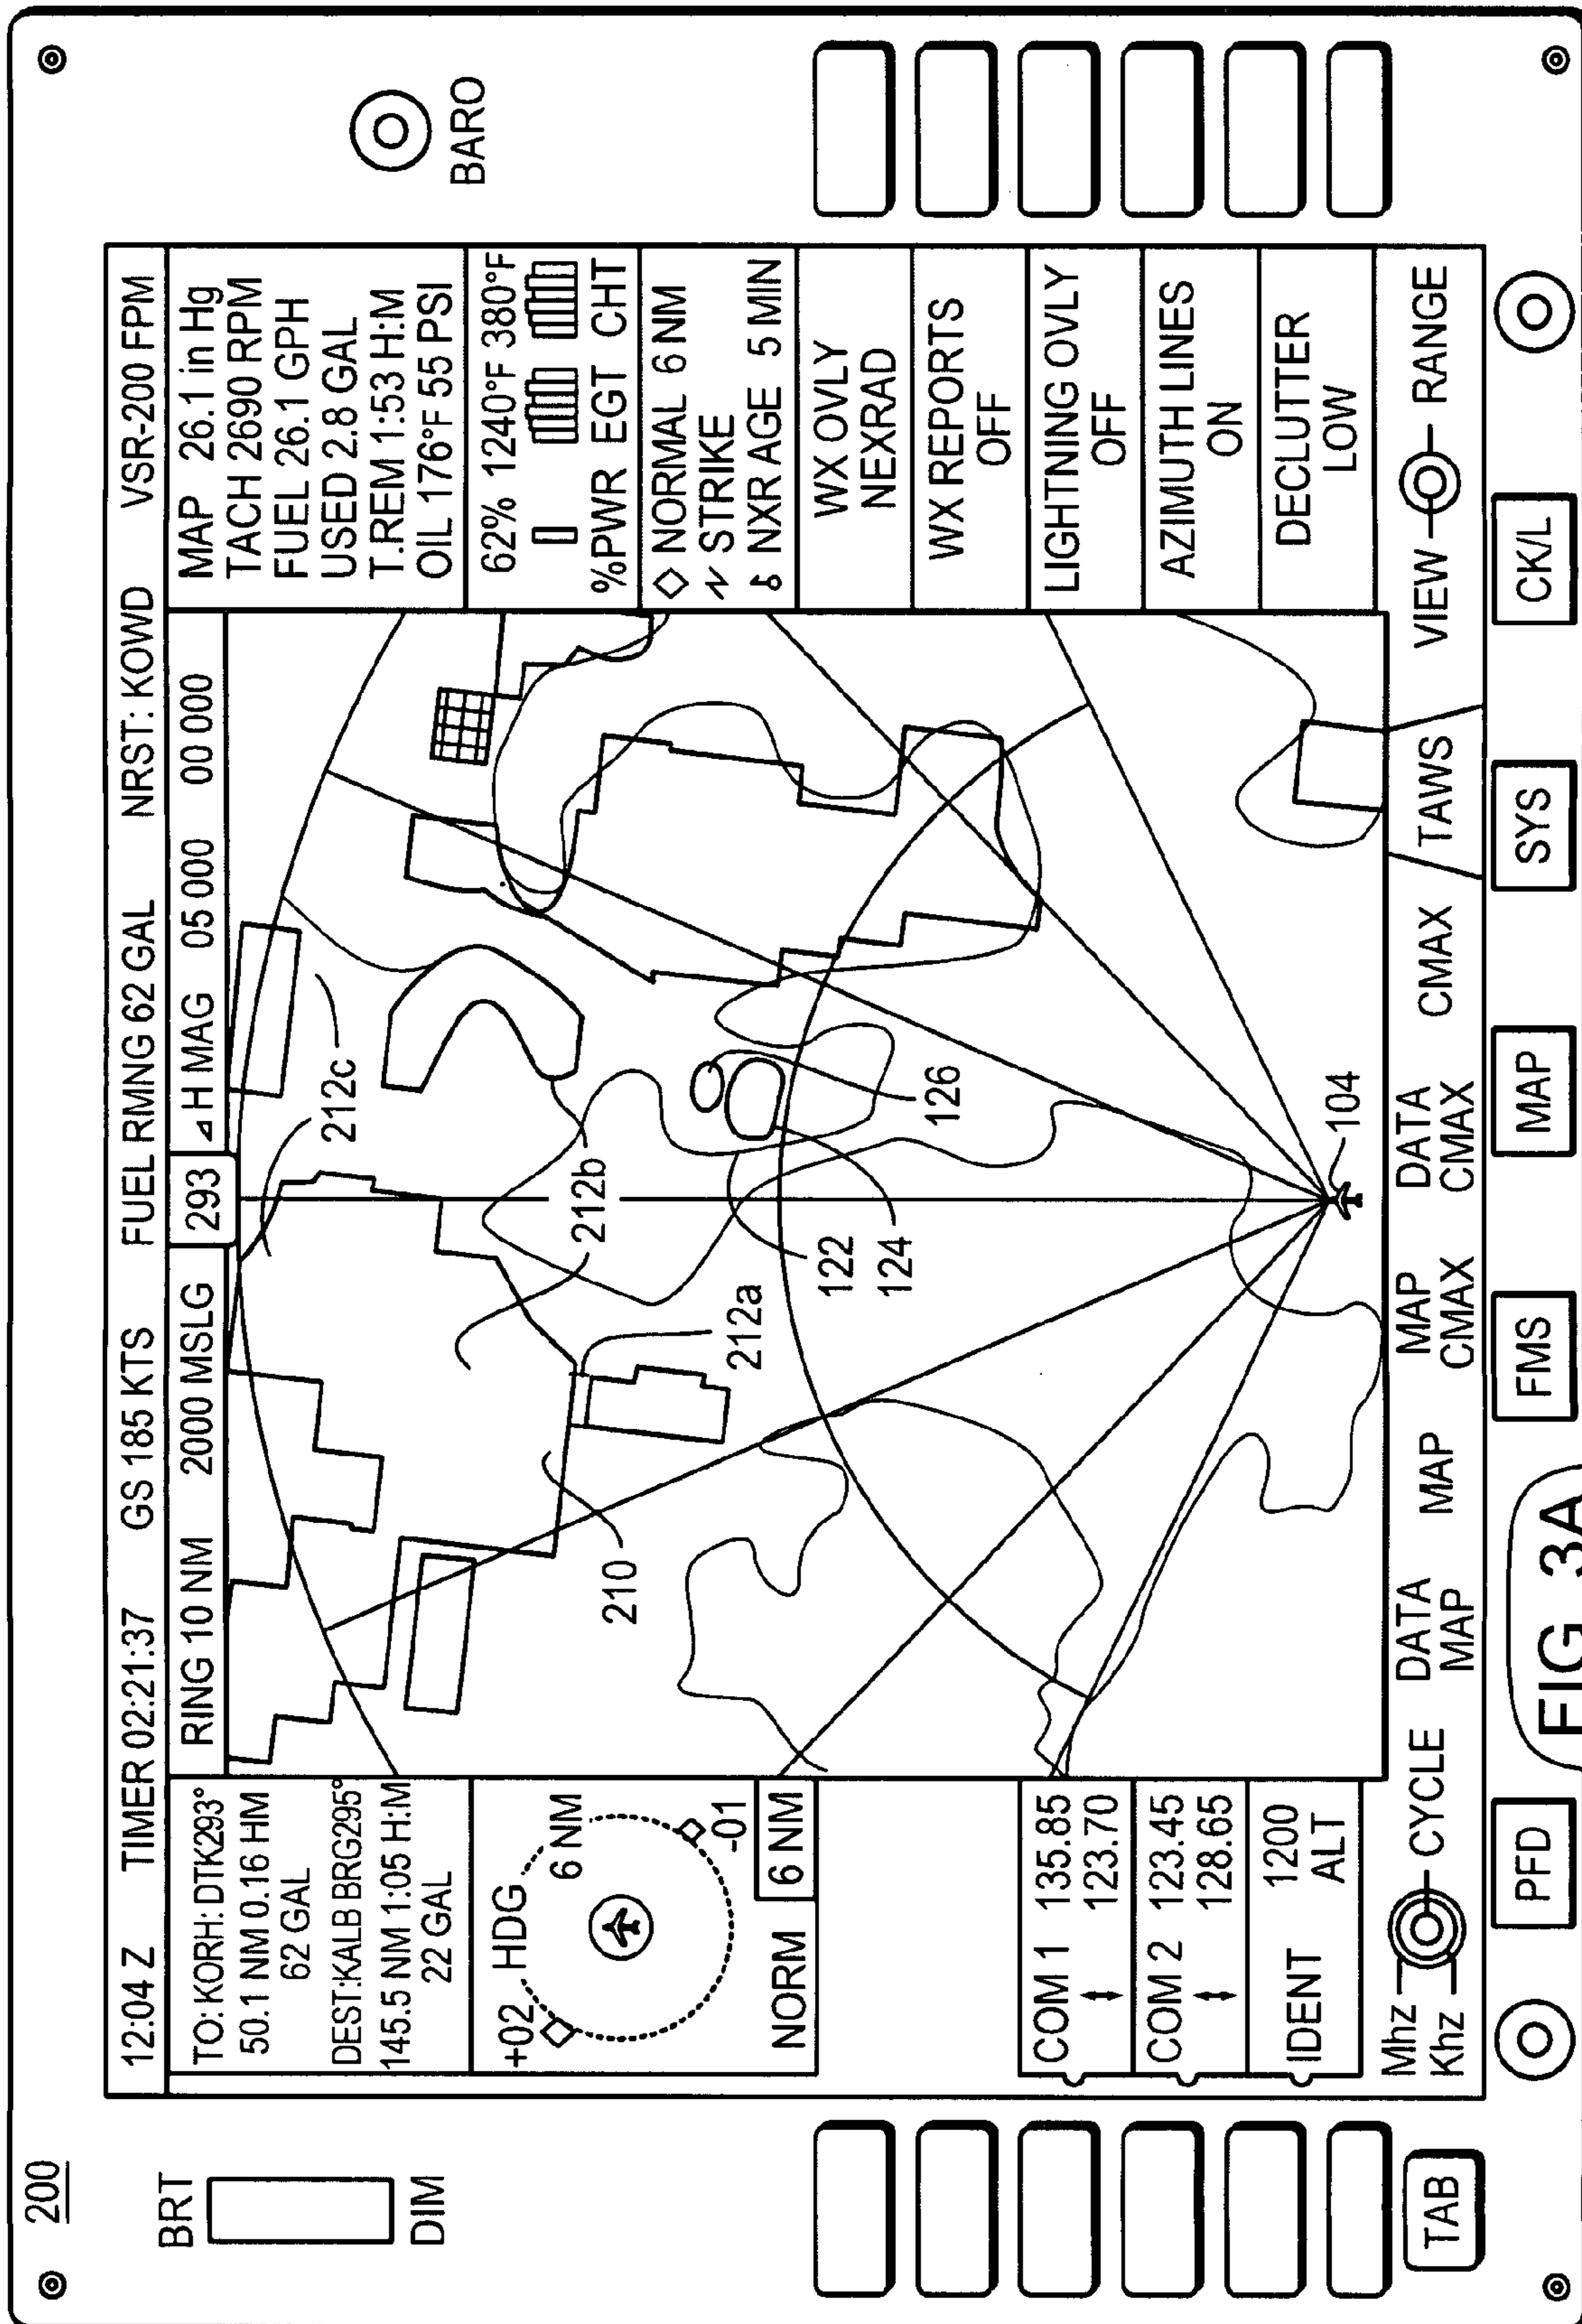 200
BRT
DIM
BARO
12:04 Z TIMER 02:21:37 GS 185 KTS FUEL RMNG 62 GAL NRST: KOWD VSR-200 FPM
TO: KORH: DTK293°
50.1 NM 0.16 HM
62 GAL
DEST:KALB BRG295°
145.5 NM 1:05 H:M
22 GAL
+02 HDG
6 NM
-01
NORM 6 NM
COM 1 135.85
123.70
COM 2 123.45
128.65
IDENT 1200
ALT
RING 10 NM 2000 MSLG 293 ⊿H MAG 05 000 00 000
212c
212b
210
212a
122
124
126
104
MAP 26.1 in Hg
TACH 2690 RPM
FUEL 26.1 GPH
USED 2.8 GAL
T.REM 1:53 H:M
OIL 176°F 55 PSI
62% 1240°F 380°F
%PWR EGT CHT
NORMAL 6 NM
STRIKE
NXR AGE 5 MIN
WX OVLY
NEXRAD
WX REPORTS
OFF
LIGHTNING OVLY
OFF
AZIMUTH LINES
ON
DECLUTTER
LOW
Mhz
Khz
CYCLE
DATA
MAP
MAP
MAP
CMAX
DATA
CMAX
CMAX
TAWS
VIEW RANGE
TAB
PFD FMS MAP SYS CK/L
FIG 3A